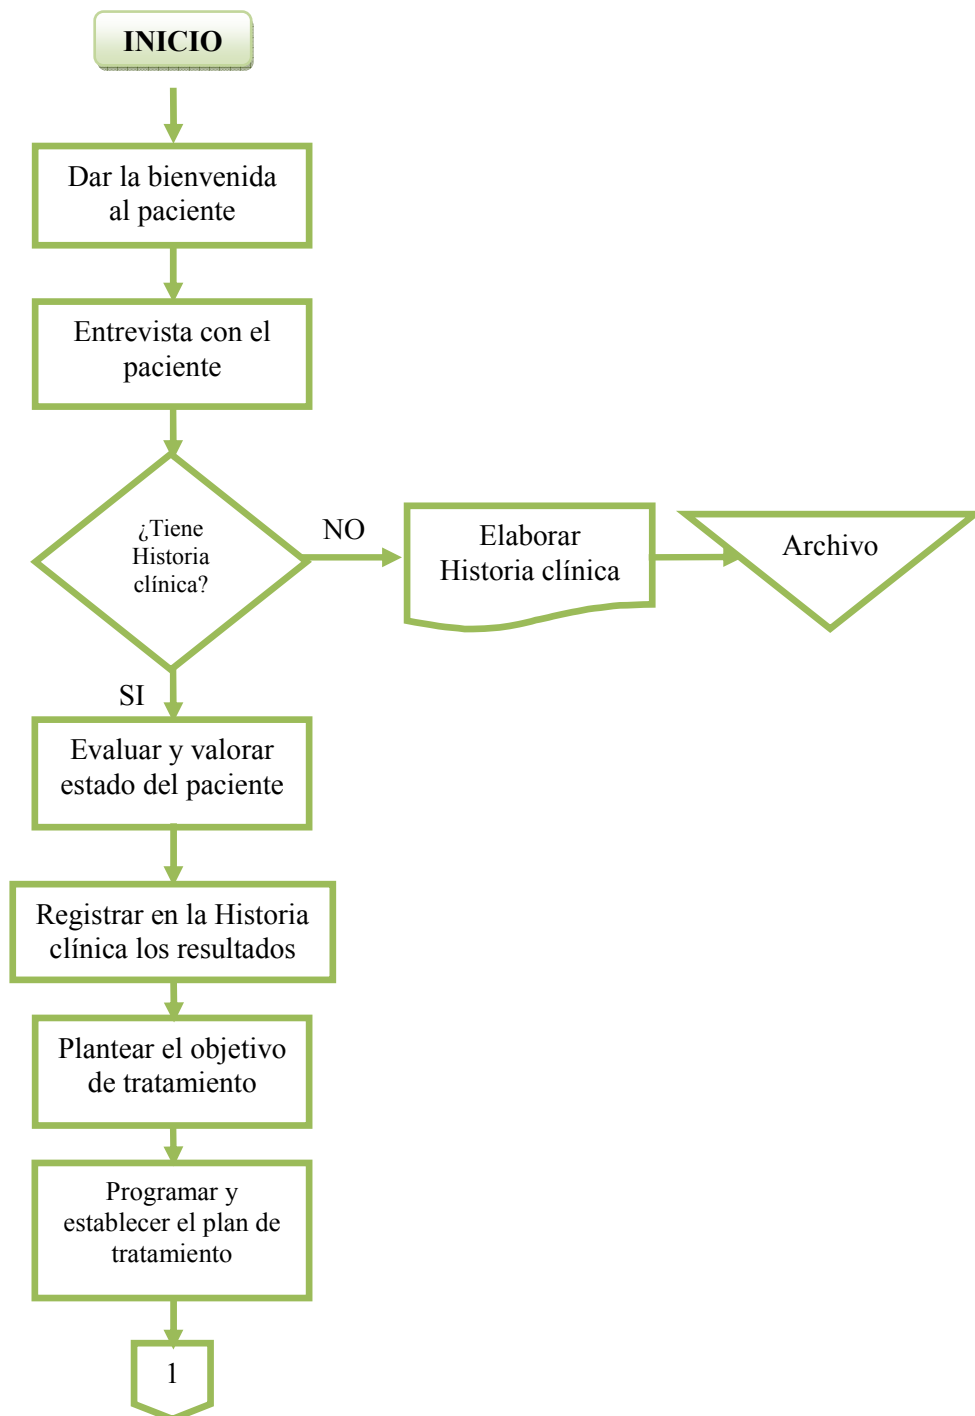 INICIO
Dar la bienvenida
al paciente
Entrevista con el
paciente
¿Tiene
Historia
clínica?
NO
Elaborar
Historia clínica
Archivo
SI
Evaluar y valorar
estado del paciente
Registrar en la Historia
clínica los resultados
Plantear el objetivo
de tratamiento
Programar y
establecer el plan de
tratamiento
1